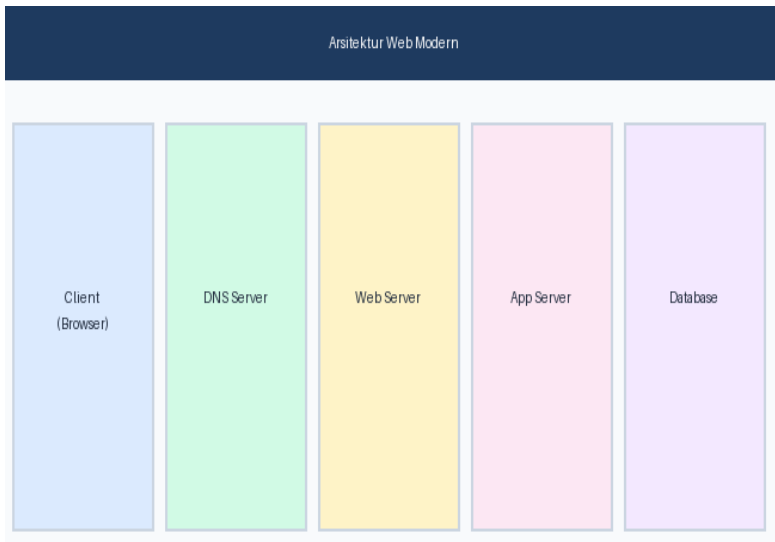 Arsitektur Web Modern
Client
(Browser)
DNS Server
Web Server
App Server
Database